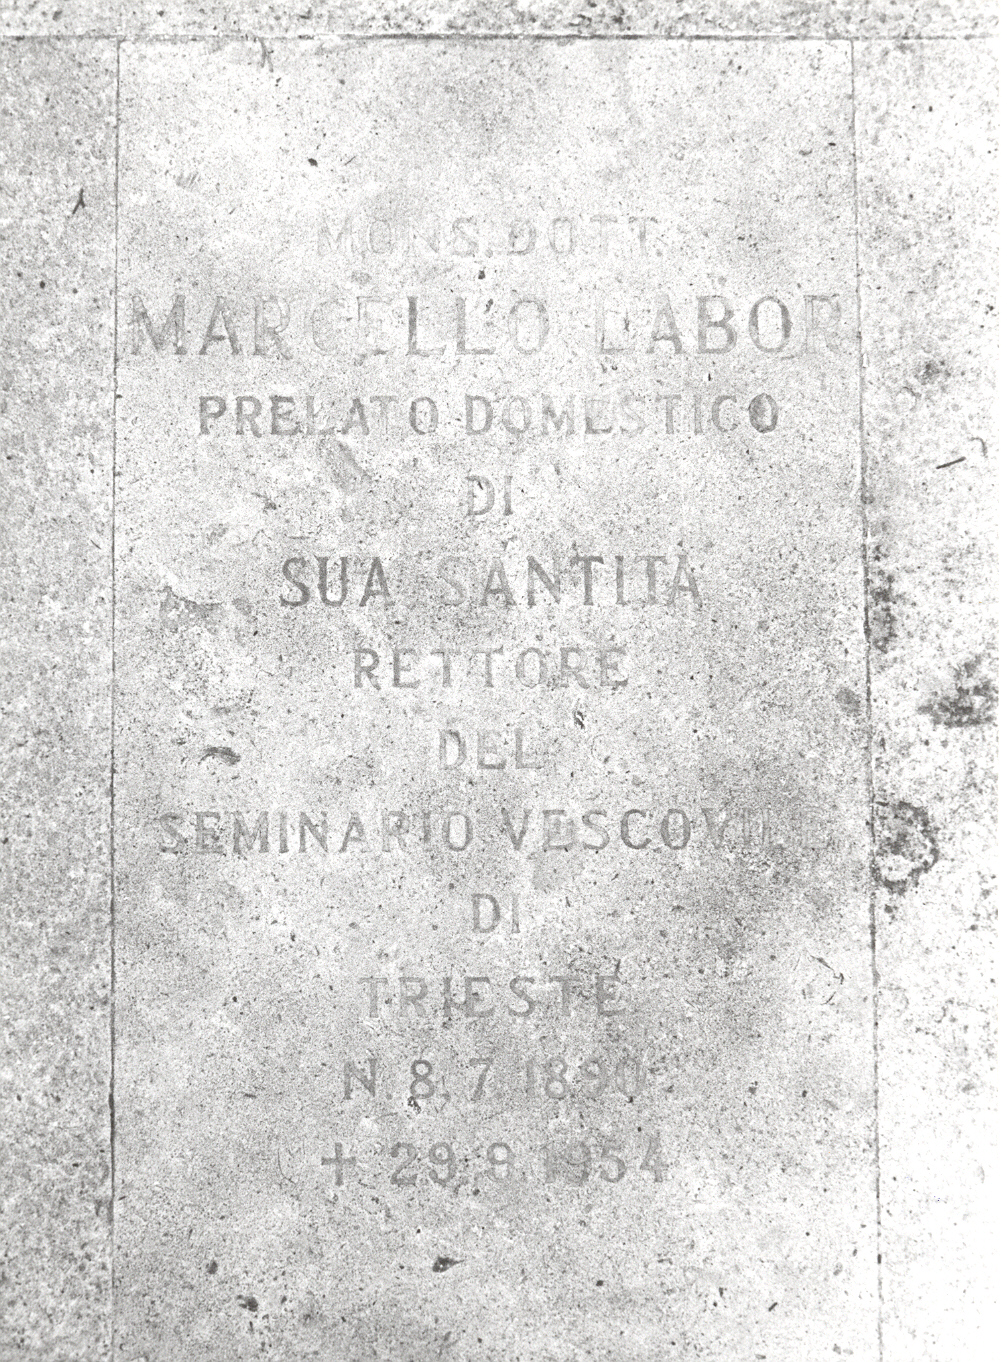 MONS. DOTT.
MARCELLO LABOR
PRELATO DOMESTICO
DI
SUA SANTITÀ
RETTORE
DEL
SEMINARIO VESCOVILE
DI
TRIESTE
N. 8. 7. 1890
+ 29.9.1954